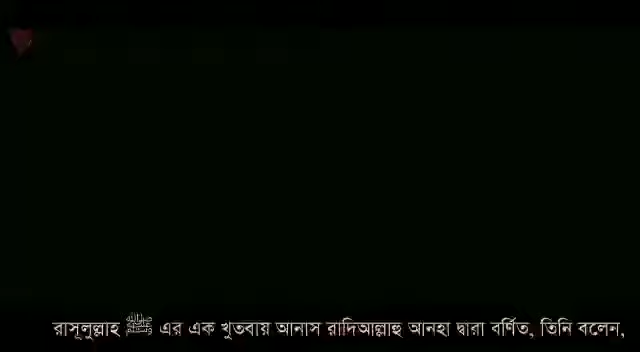 রাসূলুল্লাহ ﷺ এর এক খুতবায় আনাস রাদিআল্লাহু আনহা দ্বারা বর্ণিত, তিনি বলেন,